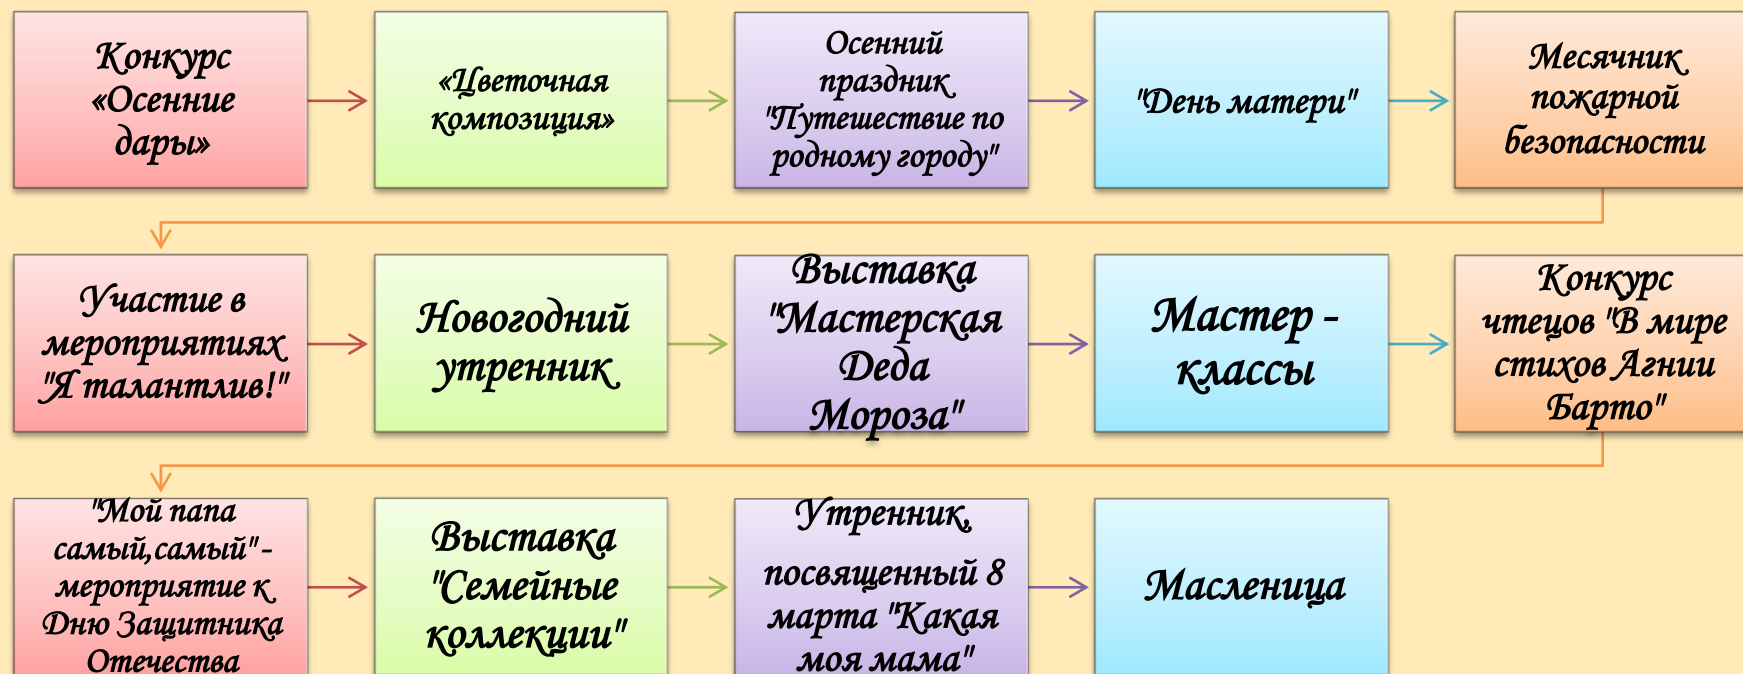 Конкурс
«Осенние
дары»
«Цветочная
композиция»
Осенний
праздник
"Путешествие по
родному городу"
"День матери"
Месячник
пожарной
безопасности
Участие в
мероприятиях
"Я талантлив!"
Новогодний
утренник
Выставка
"Мастерская
Деда
Мороза"
Мастер -
классы
Конкурс
чтецов "В мире
стихов Агнии
Барто"
"Мой папа
самый,самый" -
мероприятие к
Дню Защитника
Отечества
Выставка
"Семейные
коллекции"
Утренник,
посвященный 8
марта "Какая
моя мама"
Масленица